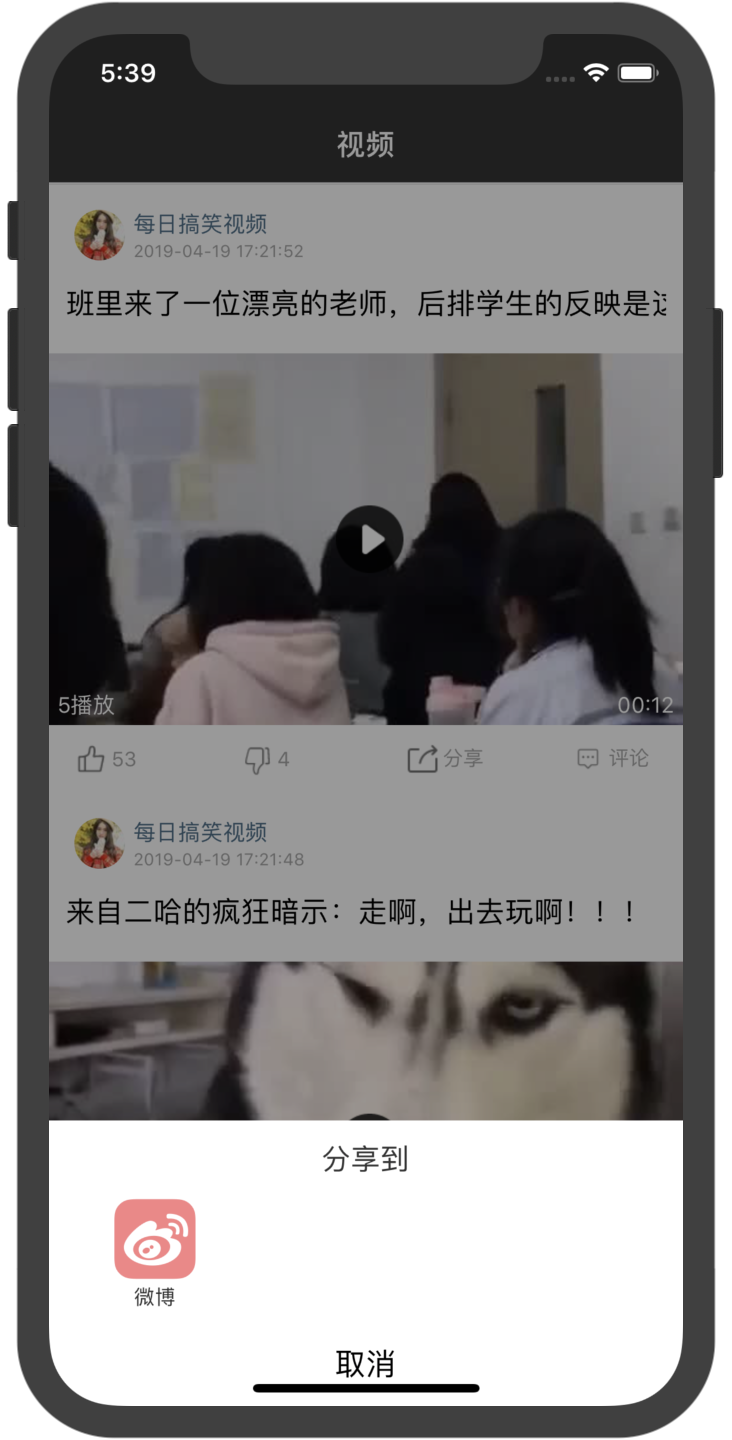 5:39
视频
每日搞笑视频
2019-04-19 17:21:52
班里来了一位漂亮的老师，后排学生的反映是
5播放
00:12
53
4
分享
评论
每日搞笑视频
2019-04-19 17:21:48
来自二哈的疯狂暗示：走啊，出去玩啊！！！
分享到
微博
取消